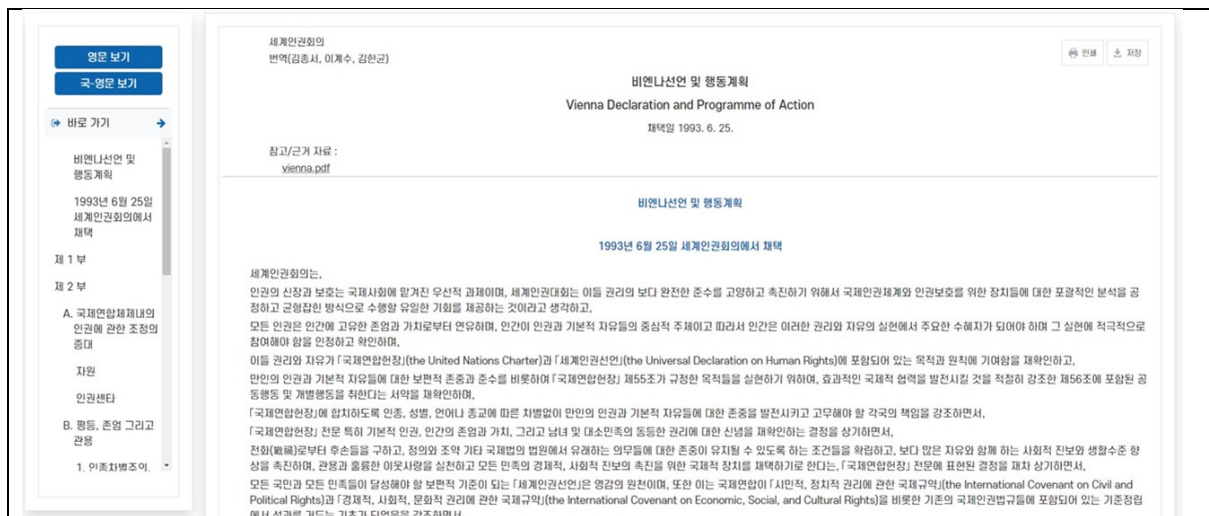 영문 보기
국-영문 보기
바로 가기
비엔나선언 및
행동계획
1993년 6월 25일
세계인권회의에서
채택
제 1 부
제 2 부
A. 국제연합체제내의
인권에 관한 조정의
증대
자원
인권센타
B. 평등, 존엄 그리고
관용
1. 인종차별주의,
세계인권회의
번역(김종서, 이계수, 김한균)
인쇄
저장
비엔나선언 및 행동계획
Vienna Declaration and Programme of Action
채택일 1993. 6. 25.
참고/근거 자료 :
vienna.pdf
비엔나선언 및 행동계획
1993년 6월 25일 세계인권회의에서 채택
세계인권회의는,
인권의 신장과 보호는 국제사회에 맡겨진 우선적 과제이며, 세계인권대회는 이들 권리의 보다 완전한 준수를 고양하고 촉진하기 위해서 국제인권체계와 인권보호를 위한 장치들에 대한 포괄적인 분석을 공
정하고 균형잡힌 방식으로 수행할 유일한 기회를 제공하는 것이라고 생각하고,
모든 인권은 인간에 고유한 존엄과 가치로부터 연유하며, 인간이 인권과 기본적 자유들의 중심적 주체이고 따라서 인간은 이러한 권리와 자유의 실현에서 주요한 수혜자가 되어야 하며 그 실현에 적극적으로
참여해야 함을 인정하고 확인하며,
이들 권리와 자유가 「국제연합헌장」(the United Nations Charter)과 「세계인권선언」(the Universal Declaration on Human Rights)에 포함되어 있는 목적과 원칙에 기여함을 재확인하고,
만인의 인권과 기본적 자유들에 대한 보편적 존중과 준수를 비롯하여 「국제연합헌장」 제55조가 규정한 목적들을 실현하기 위하여, 효과적인 국제적 협력을 발전시킬 것을 적절히 강조한 제56조에 포함된 공
동행동 및 개별행동을 취한다는 서약을 재확인하며,
「국제연합헌장」에 합치하도록 인종, 성별, 언어나 종교에 따른 차별없이 만인의 인권과 기본적 자유들에 대한 존중을 발전시키고 고무해야 할 각국의 책임을 강조하면서,
「국제연합헌장」 전문 특히 기본적 인권, 인간의 존엄과 가치, 그리고 남녀 및 대소민족의 동등한 권리에 대한 신념을 재확인하는 결정을 상기하면서,
전화(戰禍)로부터 후손들을 구하고, 정의와 조약 기타 국제법의 법원에서 유래하는 의무들에 대한 존중이 유지될 수 있도록 하는 조건들을 확립하고, 보다 많은 자유와 함께 하는 사회적 진보와 생활수준 향
상을 촉진하며, 관용과 훌륭한 이웃사랑을 실천하고 모든 민족의 경제적, 사회적 진보의 촉진을 위한 국제적 장치를 채택하기로 한다는, 「국제연합헌장」 전문에 표현된 결정을 재차 상기하면서,
모든 국민과 모든 민족들이 달성해야 할 보편적 기준이 되는 「세계인권선언」은 영감의 원천이며, 또한 이는 국제연합이 「시민적, 정치적 권리에 관한 국제규약」(the International Covenant on Civil and
Political Rights)과 「경제적, 사회적, 문화적 권리에 관한 국제규약」(the International Covenant on Economic, Social, and Cultural Rights)을 비롯한 기존의 국제인권법규들에 포함되어 있는 기준정립
에서 성과를 거두는 기초가 되었음을 강조하면서